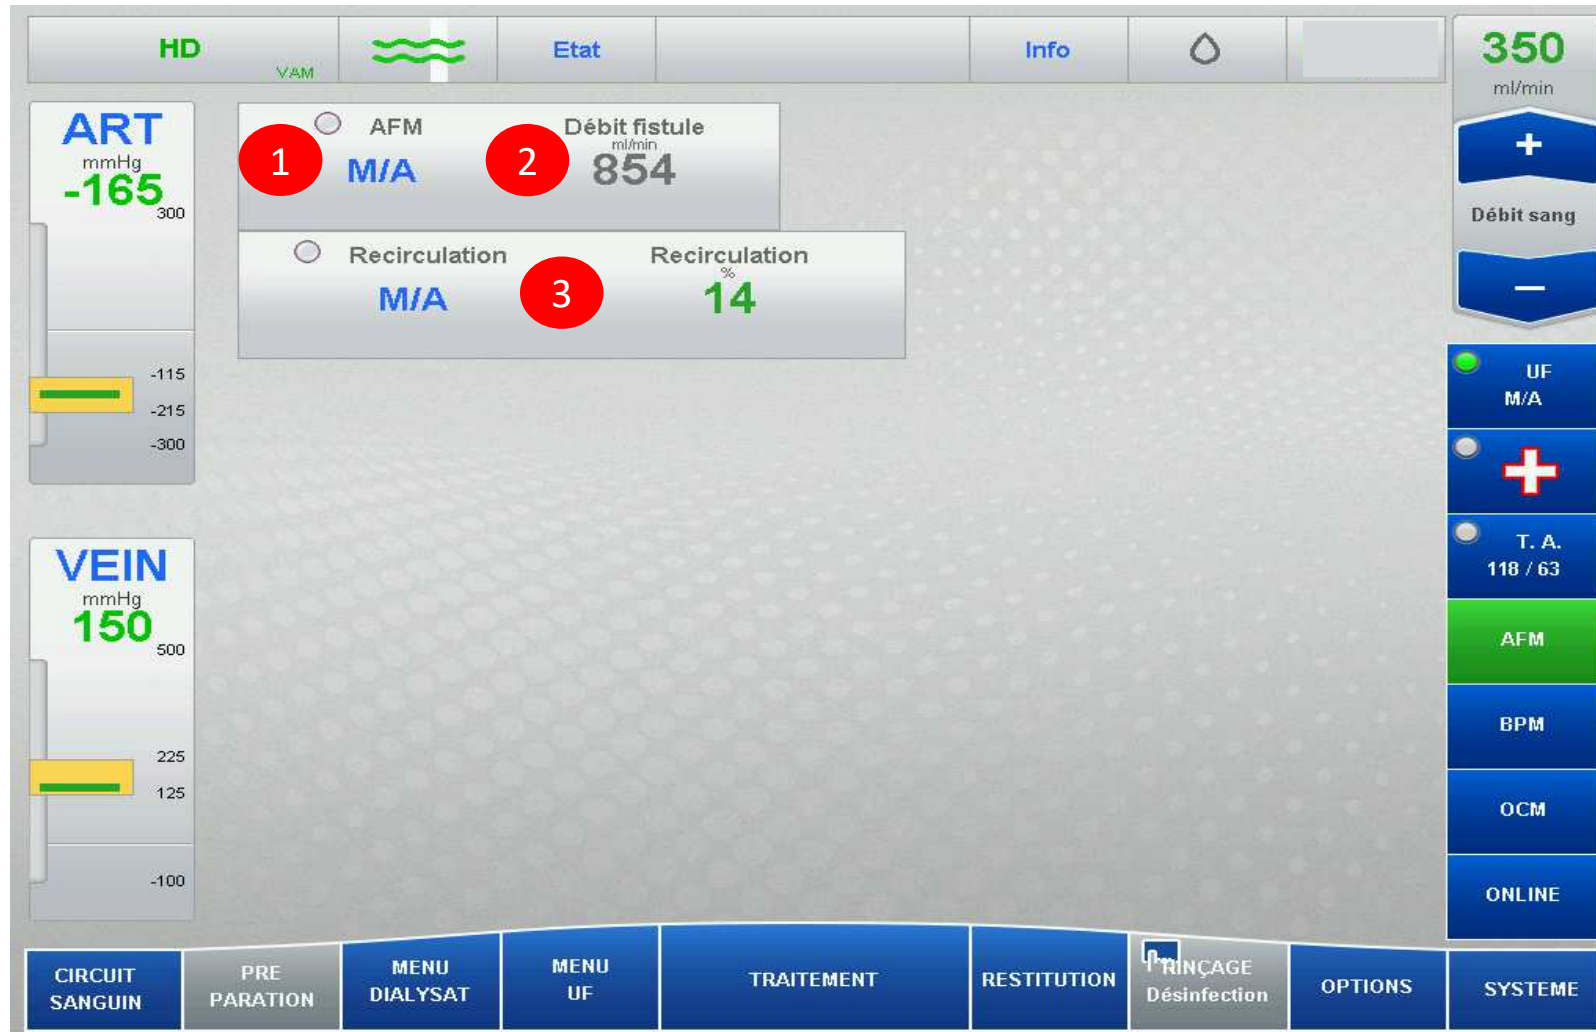 HD
VAM
Etat
Info
350
ml/min
+
Débit sang
−
ART
mmHg
-165
300
-115
-215
-300
1
AFM
M/A
2
Débit fistule
ml/min
854
Recirculation
M/A
3
Recirculation
%
14
VEIN
mmHg
150
500
225
125
-100
UF
M/A
T. A.
118 / 63
AFM
BPM
OCM
ONLINE
CIRCUIT
SANGUIN
PRE
PARATION
MENU
DIALYSAT
MENU
UF
TRAITEMENT
RESTITUTION
RINÇAGE
Désinfection
OPTIONS
SYSTEME